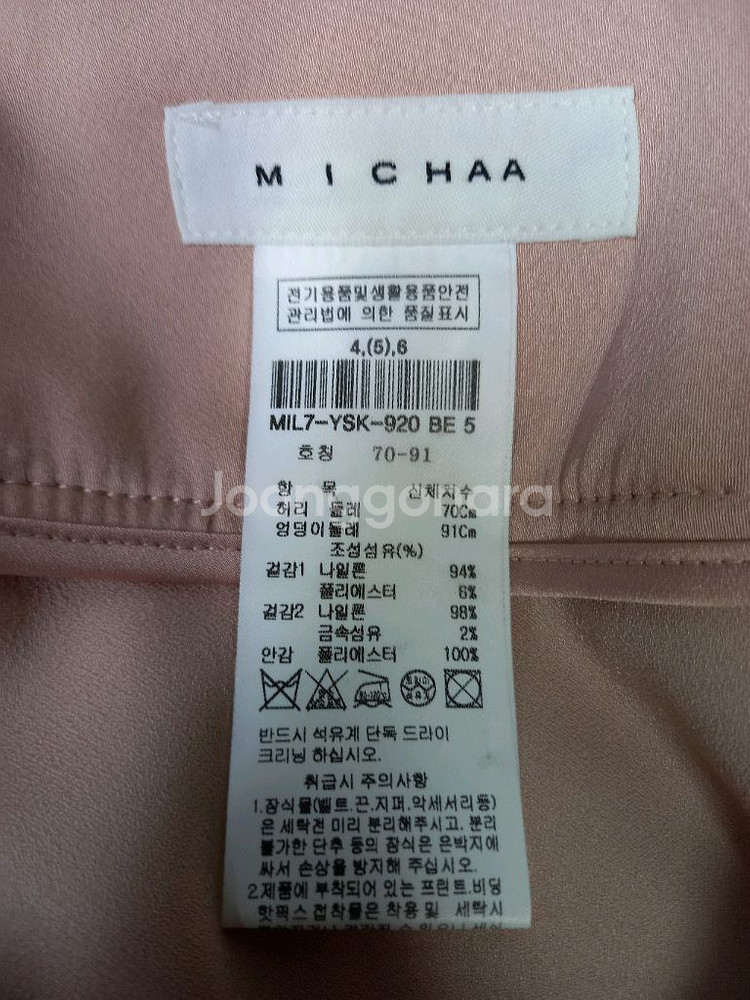 M I C H A A
전기용품및생활용품안전
관리법에 의한 품질표시
4,(5),6
MIL7-YSK-920 BE 5
호칭 70-91
Joonggonara
항 목 신체치수
허리 둘레 70Cm
엉덩이둘레 91Cm
조성섬유(%)
겉감1 나일론 94%
폴리에스터 6%
겉감2 나일론 98%
금속섬유 2%
안감 폴리에스터 100%
80-120℃ 드라이
반드시 석유계 단독 드라이
크리닝 하십시오.
취급시 주의사항
1.장식물(벨트.끈.지퍼.악세서리등)
은 세탁전 미리 분리해주시고. 분리
불가한 단추 등의 장식은 은박지에
싸서 손상을 방지해 주십시오.
2.제품에 부착되어 있는 프린트.비딩
핫픽스 접착물은 착용 및 세탁시